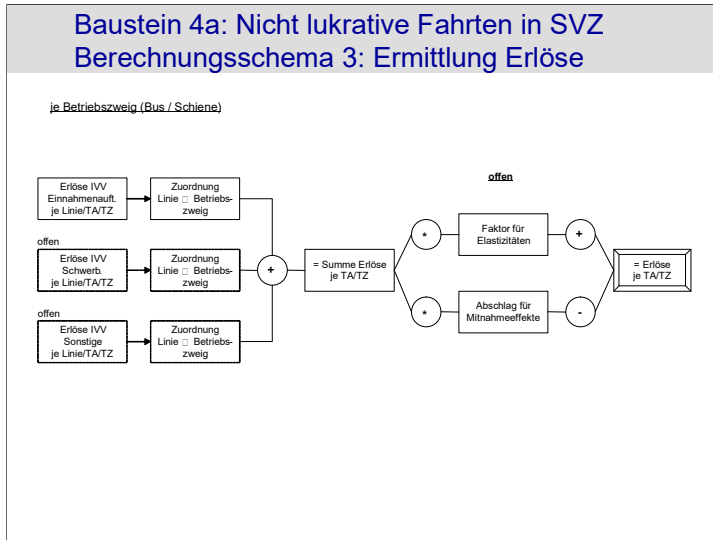 Baustein 4a: Nicht lukrative Fahrten in SVZ
Berechnungsschema 3: Ermittlung Erlöse
je Betriebszweig (Bus / Schiene)
offen
Erlöse IVV
Einnahmenauft.
je Linie/TA/TZ
Zuordnung
Linie □ Betriebs-
zweig
offen
Erlöse IVV
Schwerb.
je Linie/TA/TZ
Zuordnung
Linie □ Betriebs-
zweig
offen
Erlöse IVV
Sonstige
je Linie/TA/TZ
Zuordnung
Linie □ Betriebs-
zweig
+
= Summe Erlöse
je TA/TZ
*
Faktor für
Elastizitäten
+
*
Abschlag für
Mitnahmeeffekte
-
= Erlöse
je TA/TZ